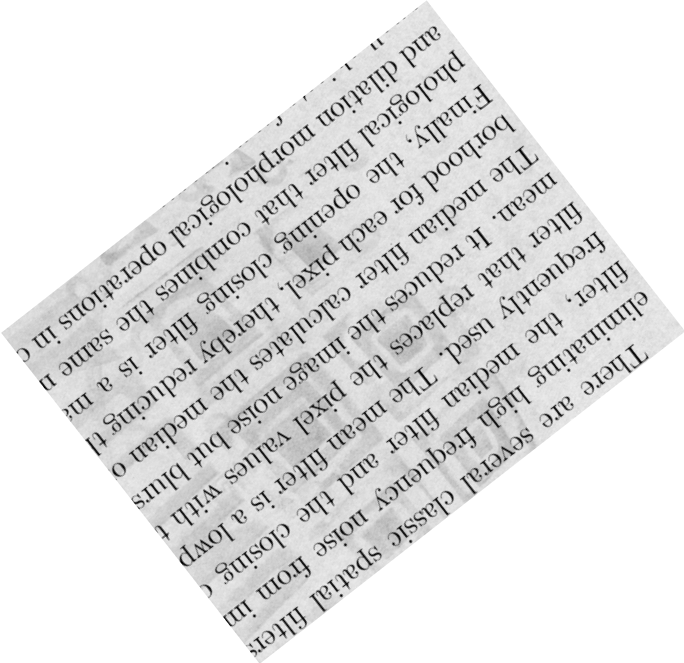 There are several classic spatial filters
eliminating high frequency noise from im
filter, the median filter and the closing
frequently used. The mean filter is a lowp
filter that replaces the pixel values with t
mean. It reduces the image noise but blurs
The median filter calculates the median o
borhood for each pixel, thereby reducing t
Finally, the opening closing filter is a ma
phological filter that combines the same n
and dilation morphological operations in o